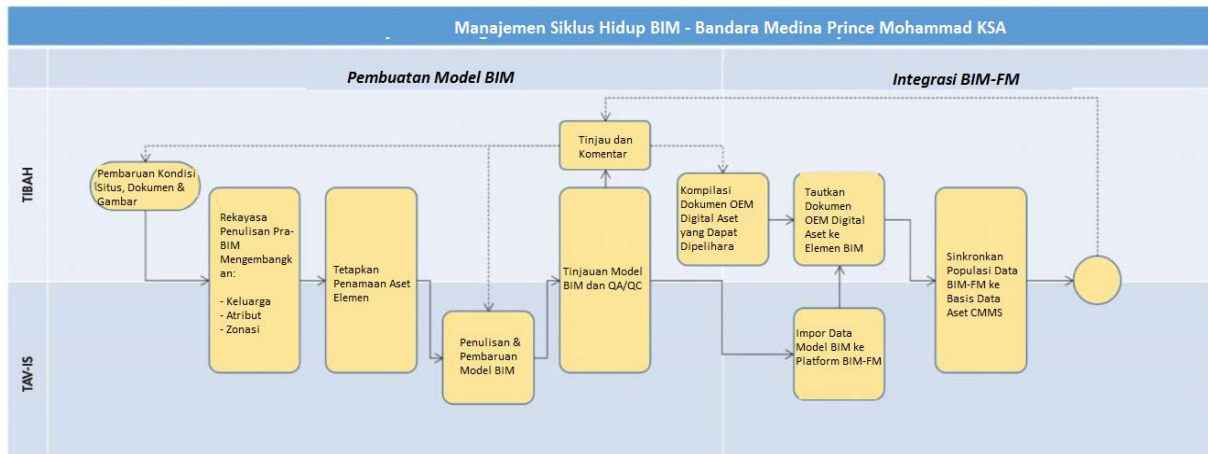 Manajemen Siklus Hidup BIM - Bandara Medina Prince Mohammad KSA
Pembuatan Model BIM
Integrasi BIM-FM
TIBAH
TAV-IS
Pembaruan Kondisi
Situs, Dokumen &
Gambar
Rekayasa
Penulisan Pra-
BIM
Mengembangk
an:
- Keluarga
- Atribut
- Zonasi
Tetapkan
Penamaan Aset
Elemen
Penulisan &
Pembaruan
Model BIM
Tinjauan Model
BIM dan QA/QC
Tinjau dan
Komentar
Kompilasi
Dokumen OEM
Digital Aset
yang Dapat
Dipelihara
Tautkan
Dokumen
OEM Digital
Aset ke
Elemen BIM
Impor Data
Model BIM ke
Platform BIM-FM
Sinkronkan
Populasi Data
BIM-FM ke
Basis Data
Aset CMMS